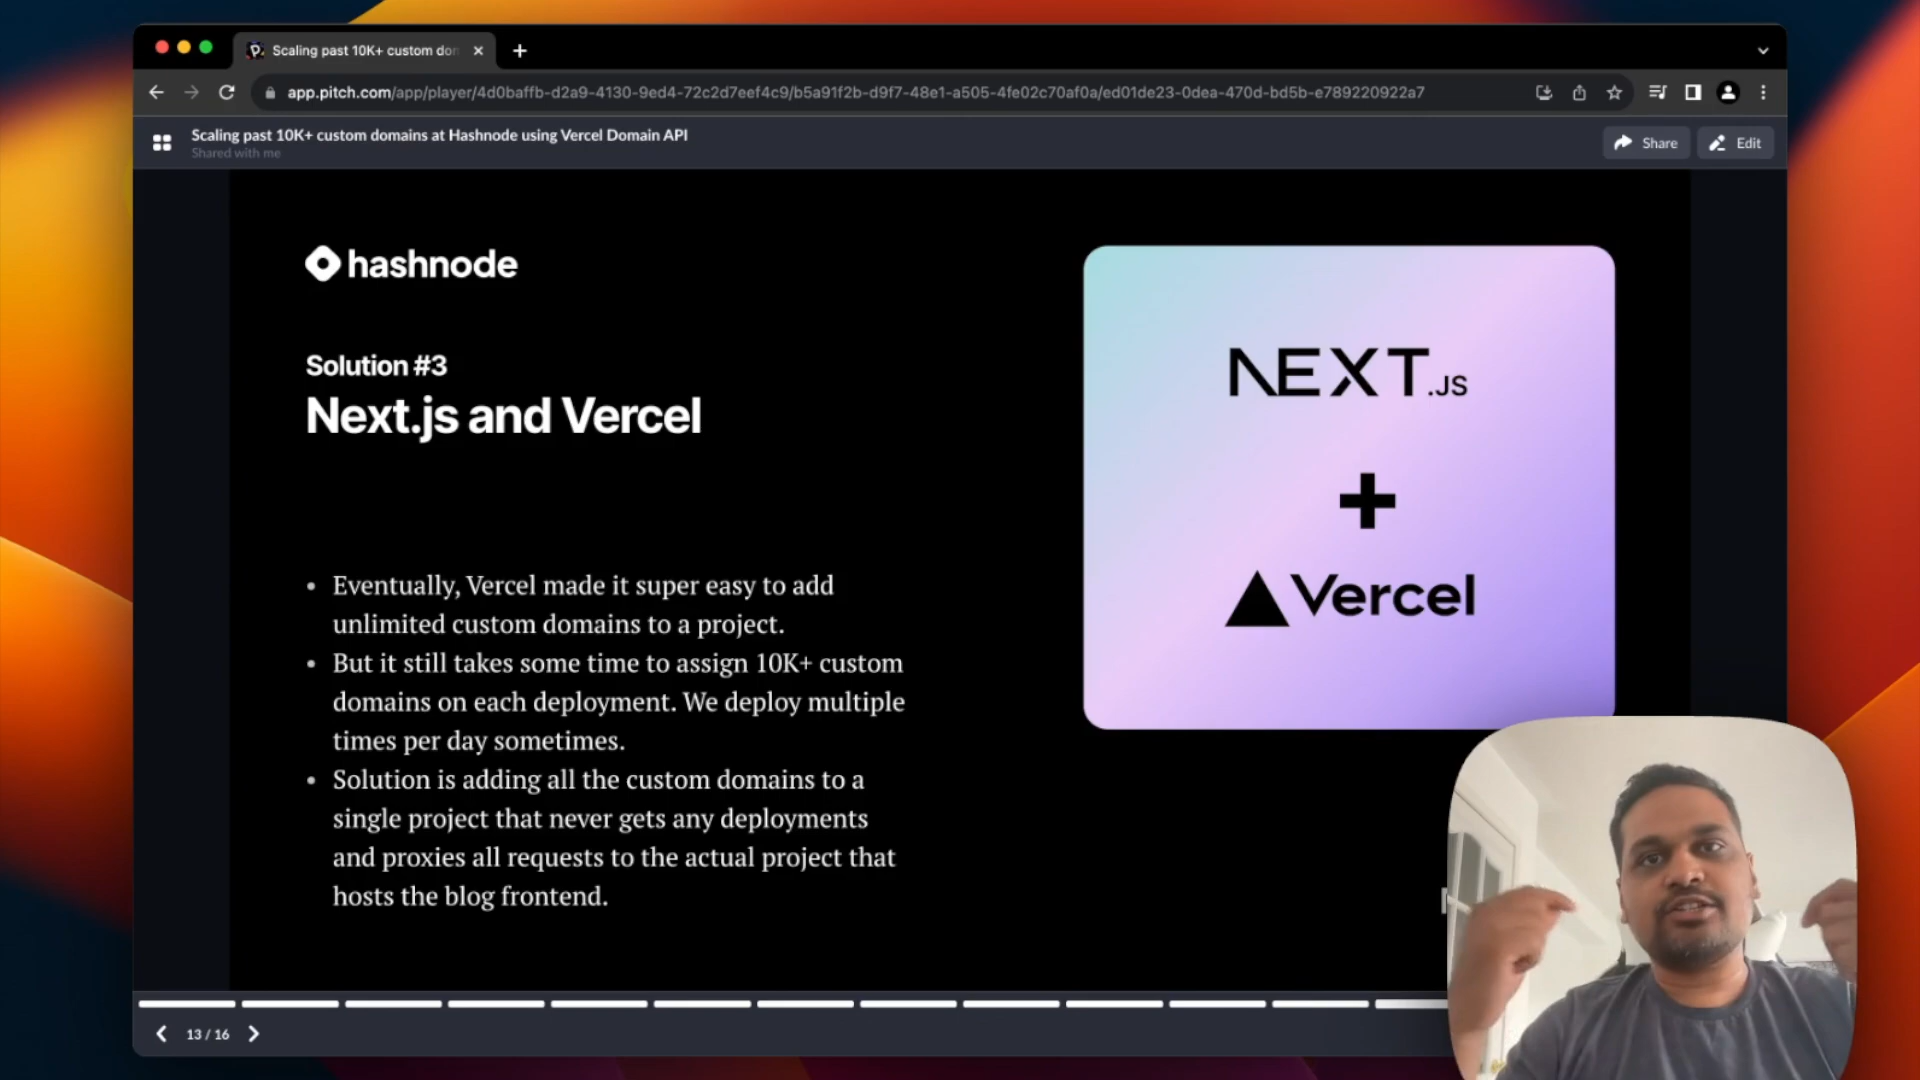 Scaling past 10K+ custom don
app.pitch.com/app/player/4d0baffb-d2a9-4130-9ed4-72c2d7eef4c9/b5a91f2b-d9f7-48e1-a505-4fe02c70af0a/ed01de23-0dea-470d-bd5b-e789220922a7
Scaling past 10K+ custom domains at Hashnode using Vercel Domain API
Shared with me
Share
Edit
hashnode
Solution #3
Next.js and Vercel
• Eventually, Vercel made it super easy to add
unlimited custom domains to a project.
• But it still takes some time to assign 10K+ custom
domains on each deployment. We deploy multiple
times per day sometimes.
• Solution is adding all the custom domains to a
single project that never gets any deployments
and proxies all requests to the actual project that
hosts the blog frontend.
NEXT.JS
+
Vercel
13 / 16